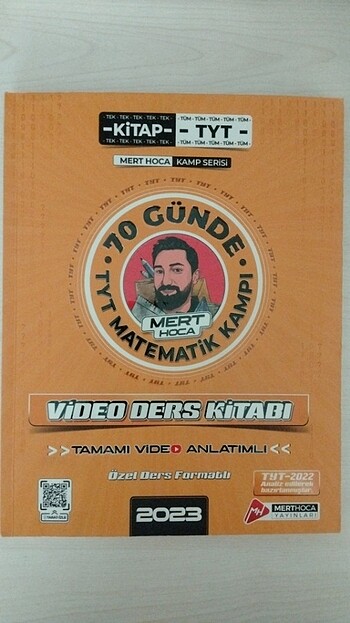 - TEK - TEK - TEK - TEK - TEK -
-KİTAP-
- TEK - TEK - TEK - TEK - TEK -
- TÜM - TÜM - TÜM - TÜM - TÜM -
- TYT -
- TÜM - TÜM - TÜM - TÜM - TÜM -
MERT HOCA KAMP SERİSİ
• 70 GÜNDE •
TYT MATEMATİK KAMPI
MERT
HOCA
VİDEO DERS KİTABI
>> TAMAMI VIDEO ANLATIMLI <<
Özel Ders Formatlı
TYT-2022
Analiz edilerek
hazırlanmıştır.
2023
MH
MERTHOCA
YAYINLARI